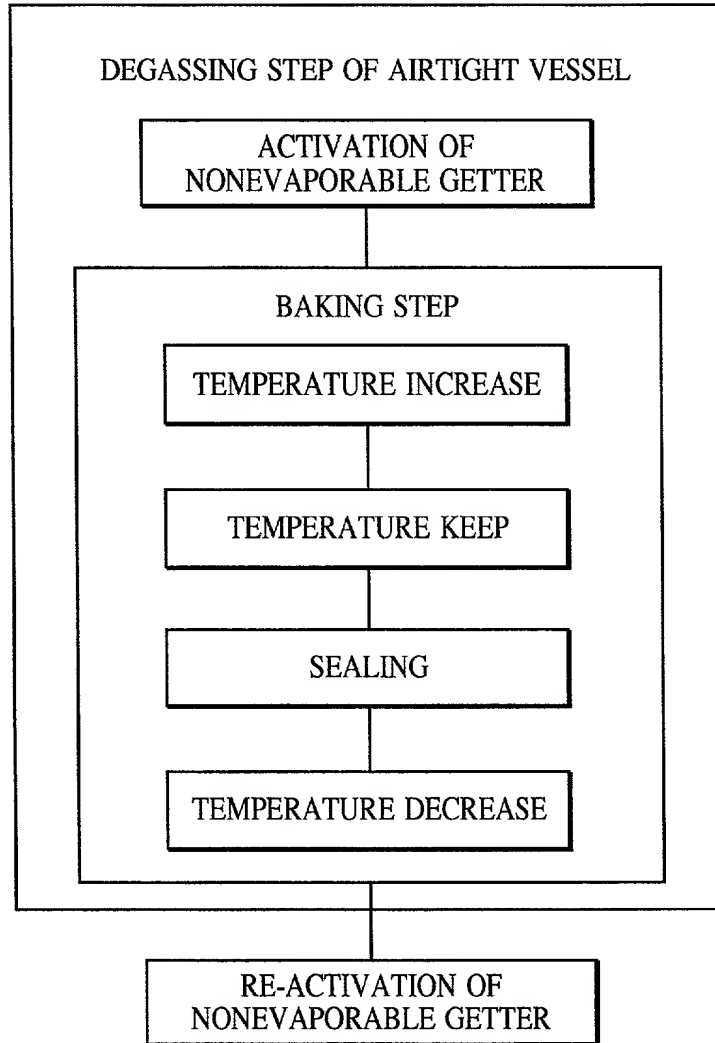 DEGASSING STEP OF AIRTIGHT VESSEL
ACTIVATION OF
NONEVAPORABLE GETTER
BAKING STEP
TEMPERATURE INCREASE
TEMPERATURE KEEP
SEALING
TEMPERATURE DECREASE
RE-ACTIVATION OF
NONEVAPORABLE GETTER